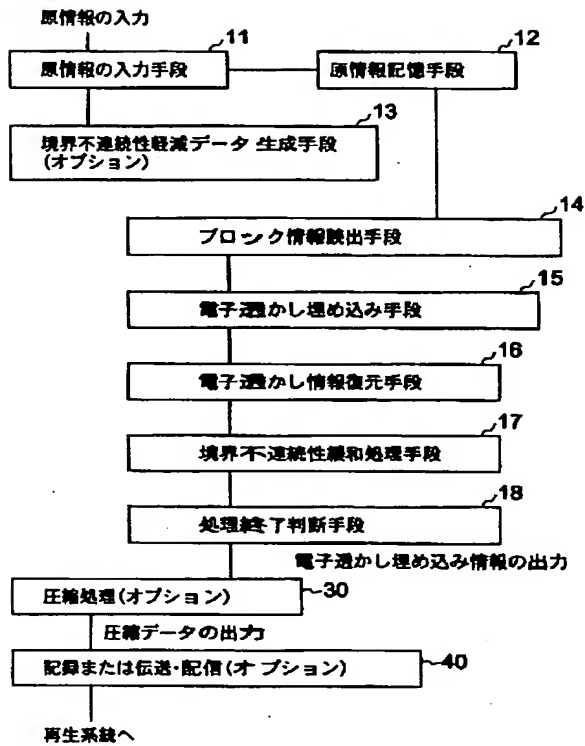 原情報の入力
11
12
原情報の入力手段
原情報記憶手段
13
境界不連続性軽減データ生成手段
(オプション)
14
ブロック情報読出手段
15
電子透かし埋め込み手段
16
電子透かし情報復元手段
17
境界不連続性緩和処理手段
18
処理終了判断手段
電子透かし埋め込み情報の出力
30
圧縮処理(オプション)
圧縮データの出力
40
記録または伝送・配信(オプション)
再生系統へ